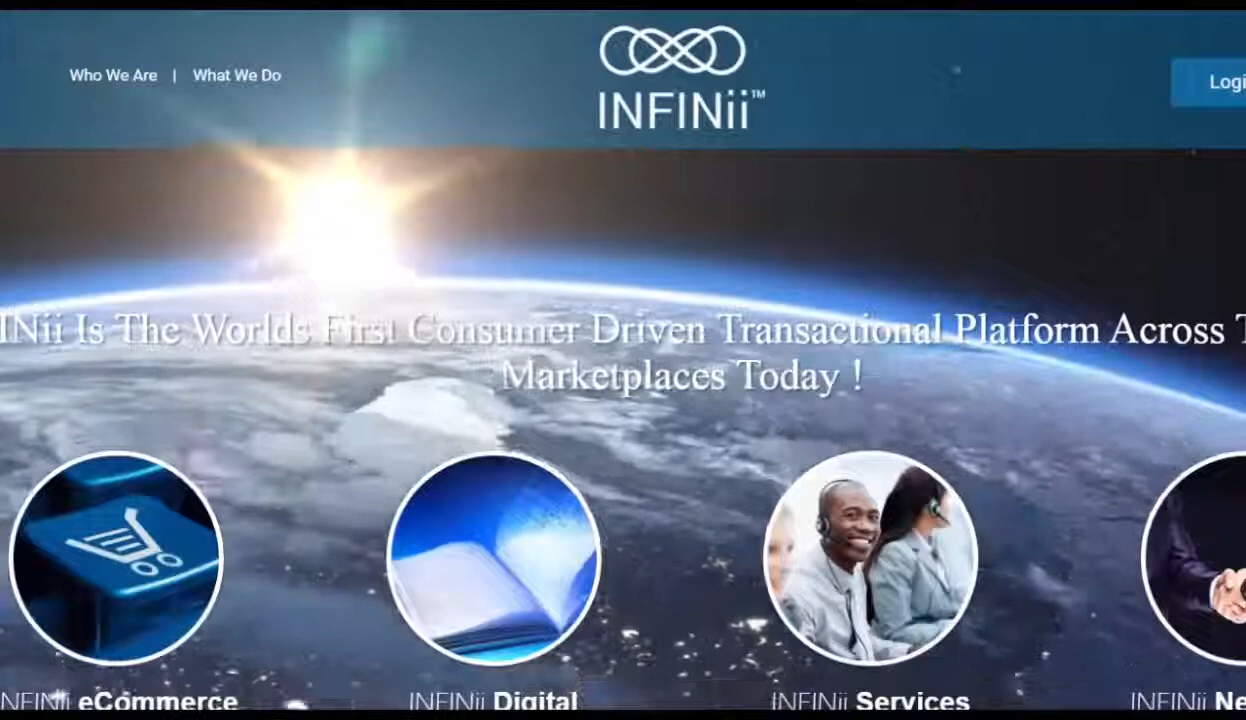 Who We Are | What We Do
INFINii™
Logi
INii Is The Worlds First Consumer Driven Transactional Platform Across T
Marketplaces Today !
INFINii eCommerce
INFINii Digital
INFINii Services
INFINii Ne